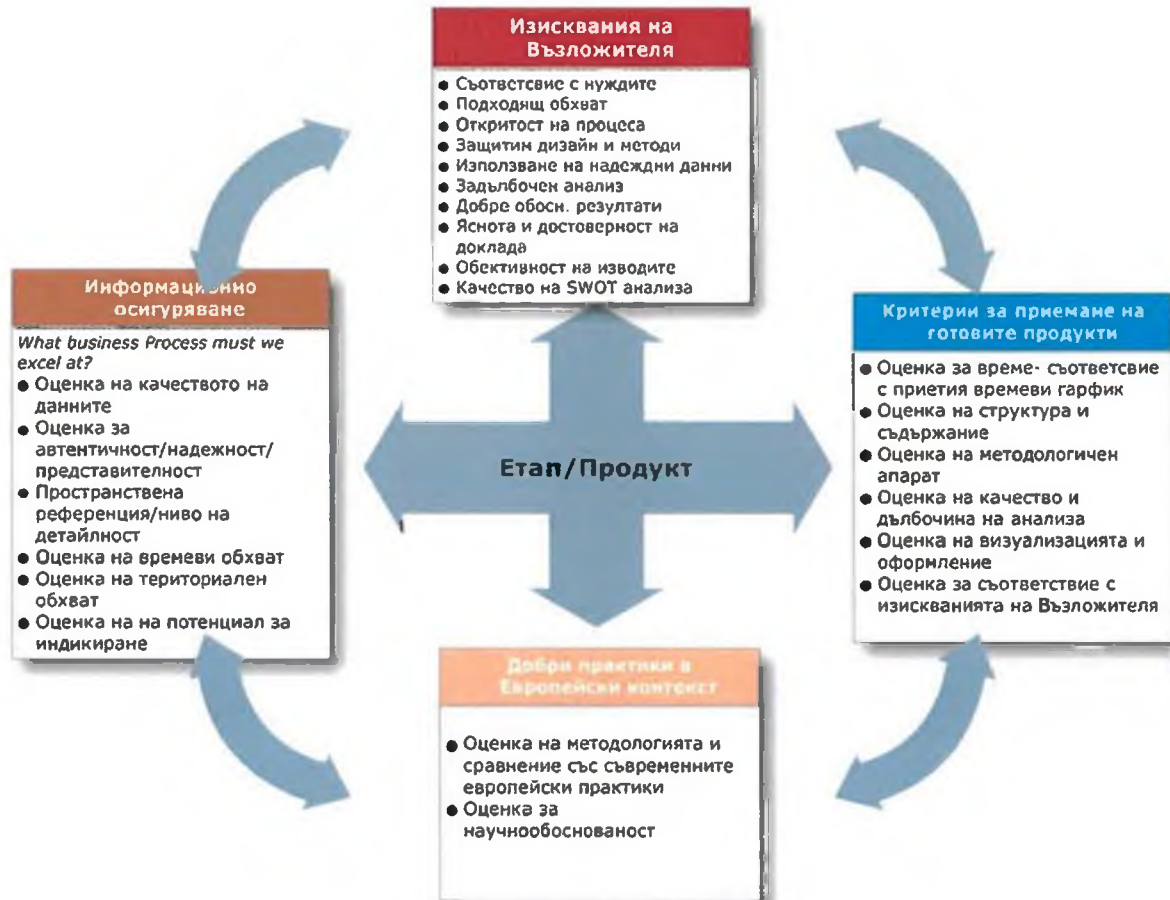 Изисквания на
Възложителя
● Съответсвие с нуждите
● Подходящ обхват
● Откритост на процеса
● Защитим дизайн и методи
● Използване на надеждни данни
● Задълбочен анализ
● Добре обосн. резултати
● Яснота и достоверност на
доклада
● Обективност на изводите
● Качество на SWOT анализа
Информационно
осигуряване
What business Process must we
excel at?
● Оценка на качеството на
данните
● Оценка за
автентичност/надежност/
представителност
● Пространствена
референция/ниво на
детайлност
● Оценка на времеви обхват
● Оценка на териториален
обхват
● Оценка на на потенциал за
индикиране
Етап/Продукт
Критерии за приемане на
готовите продукти
● Оценка за време- съответсвие
с приетия времеви гарфик
● Оценка на структура и
съдържание
● Оценка на методологичен
апарат
● Оценка на качество и
дълбочина на анализа
● Оценка на визуализацията и
оформление
● Оценка за съответствие с
изискванията на Възложителя
Добри практики в
Европейски контекст
● Оценка на методологията и
сравнение със съвременните
европейски практики
● Оценка за
научнообоснованост